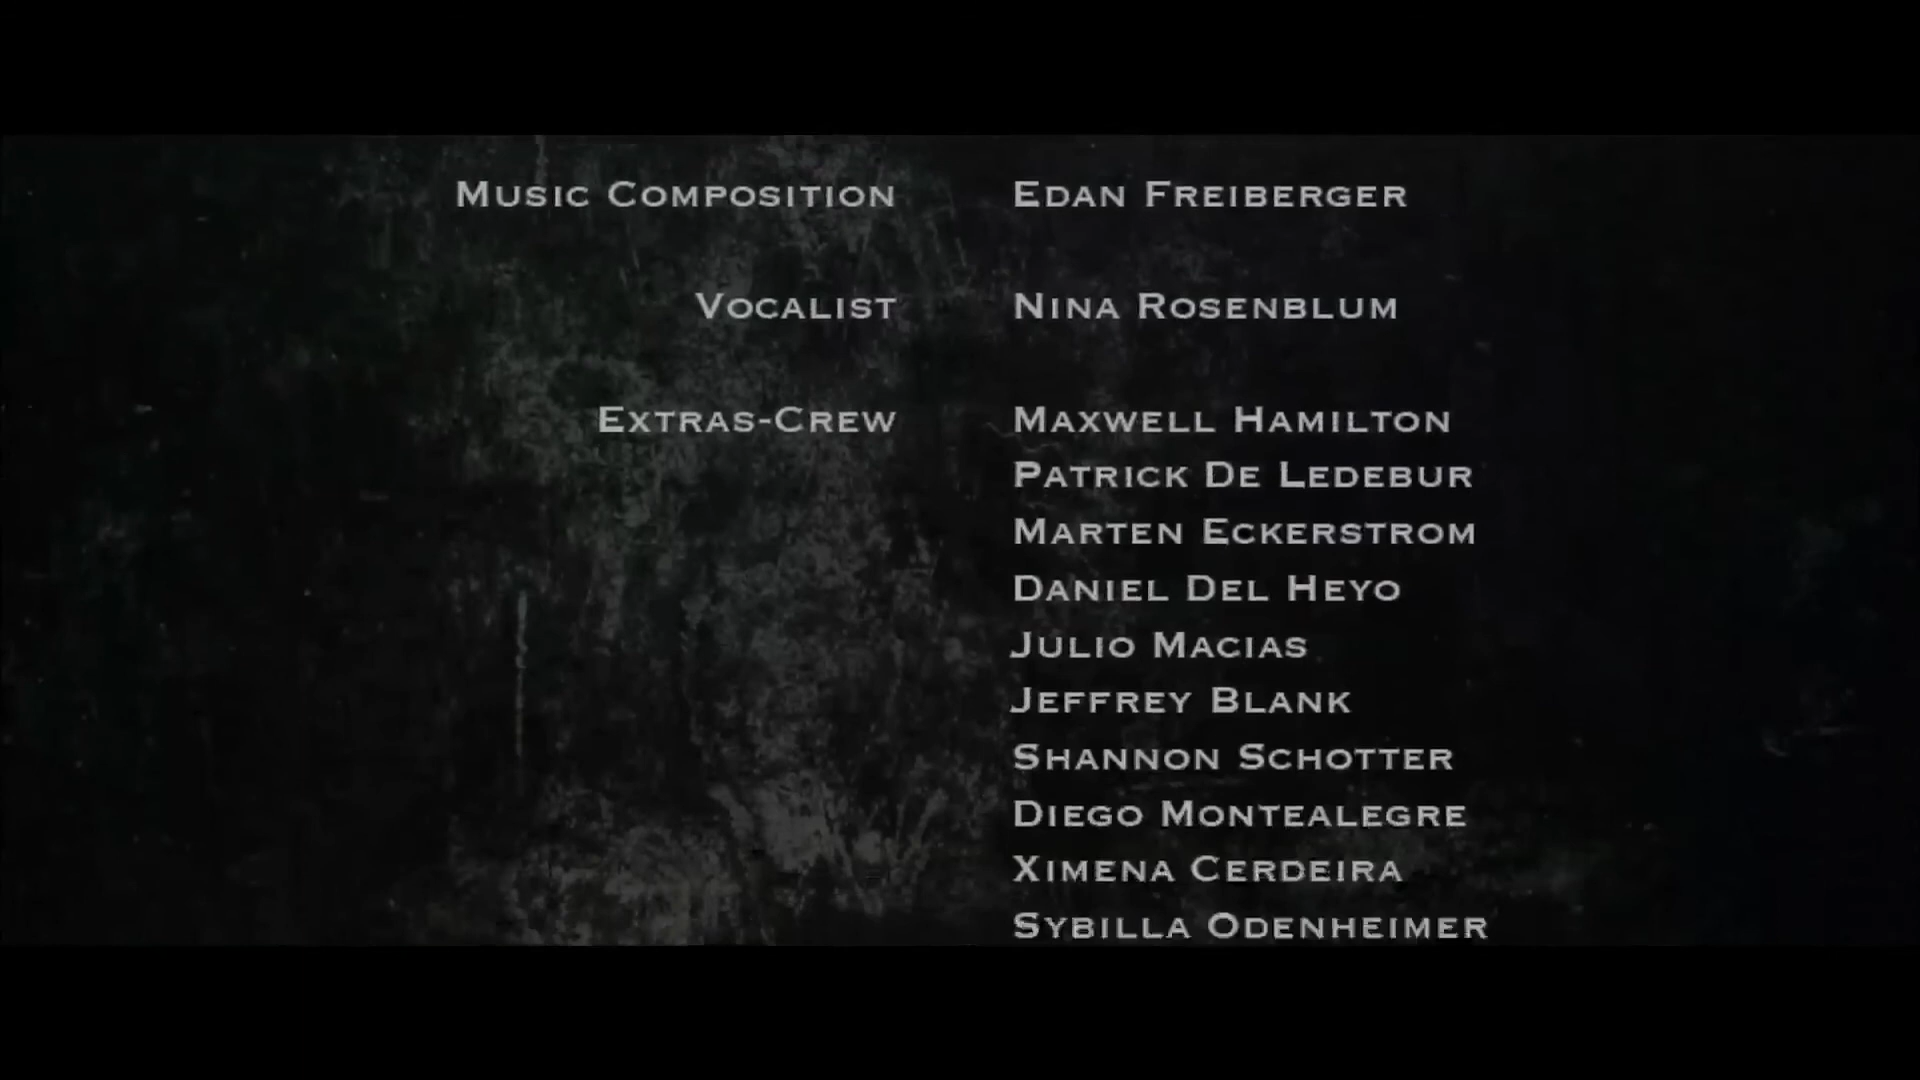 Music Composition Edan Freiberger
Vocalist Nina Rosenblum
Extras-Crew Maxwell Hamilton
Patrick De Ledebur
Marten Eckerstrom
Daniel Del Heyo
Julio Macias
Jeffrey Blank
Shannon Schotter
Diego Montealegre
Ximena Cerdeira
Sybilla Odenheimer